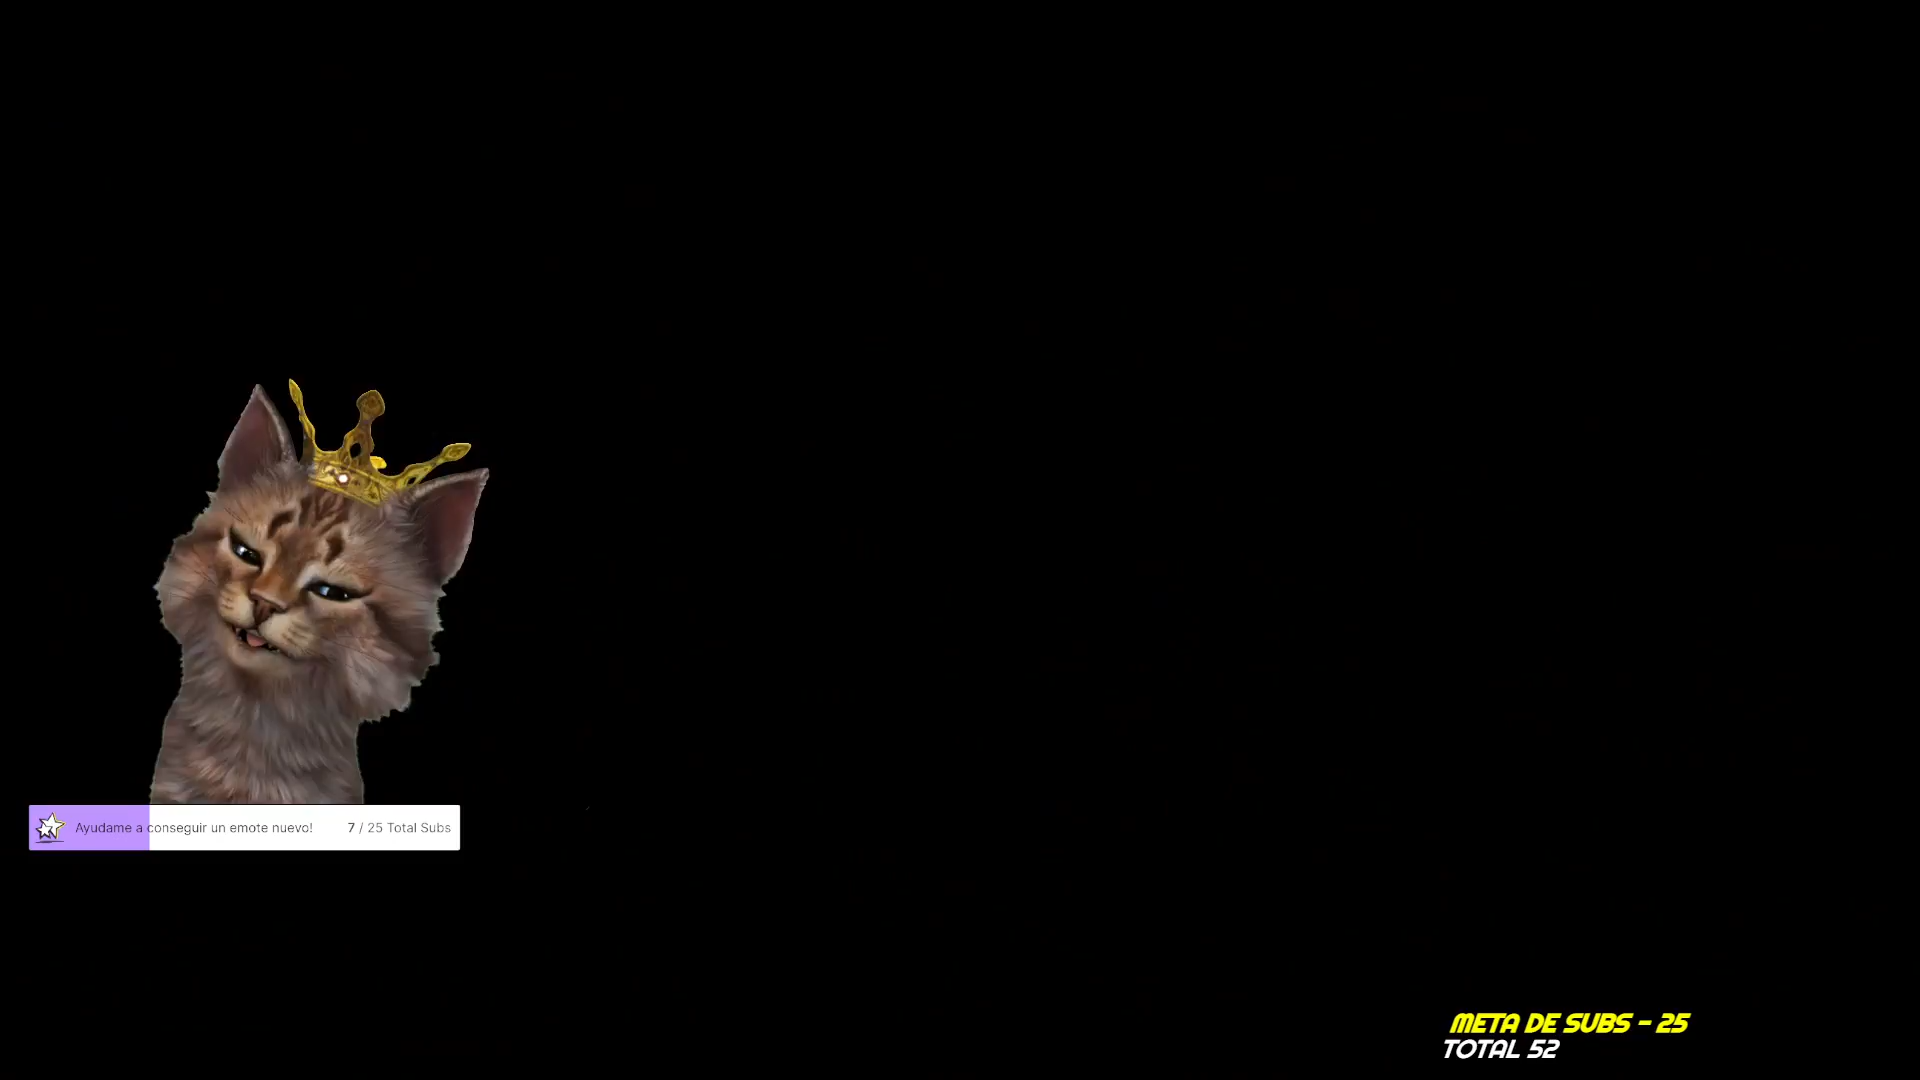 Ayudame a conseguir un emote nuevo! 7 / 25 Total Subs
META DE SUBS - 25
TOTAL 52